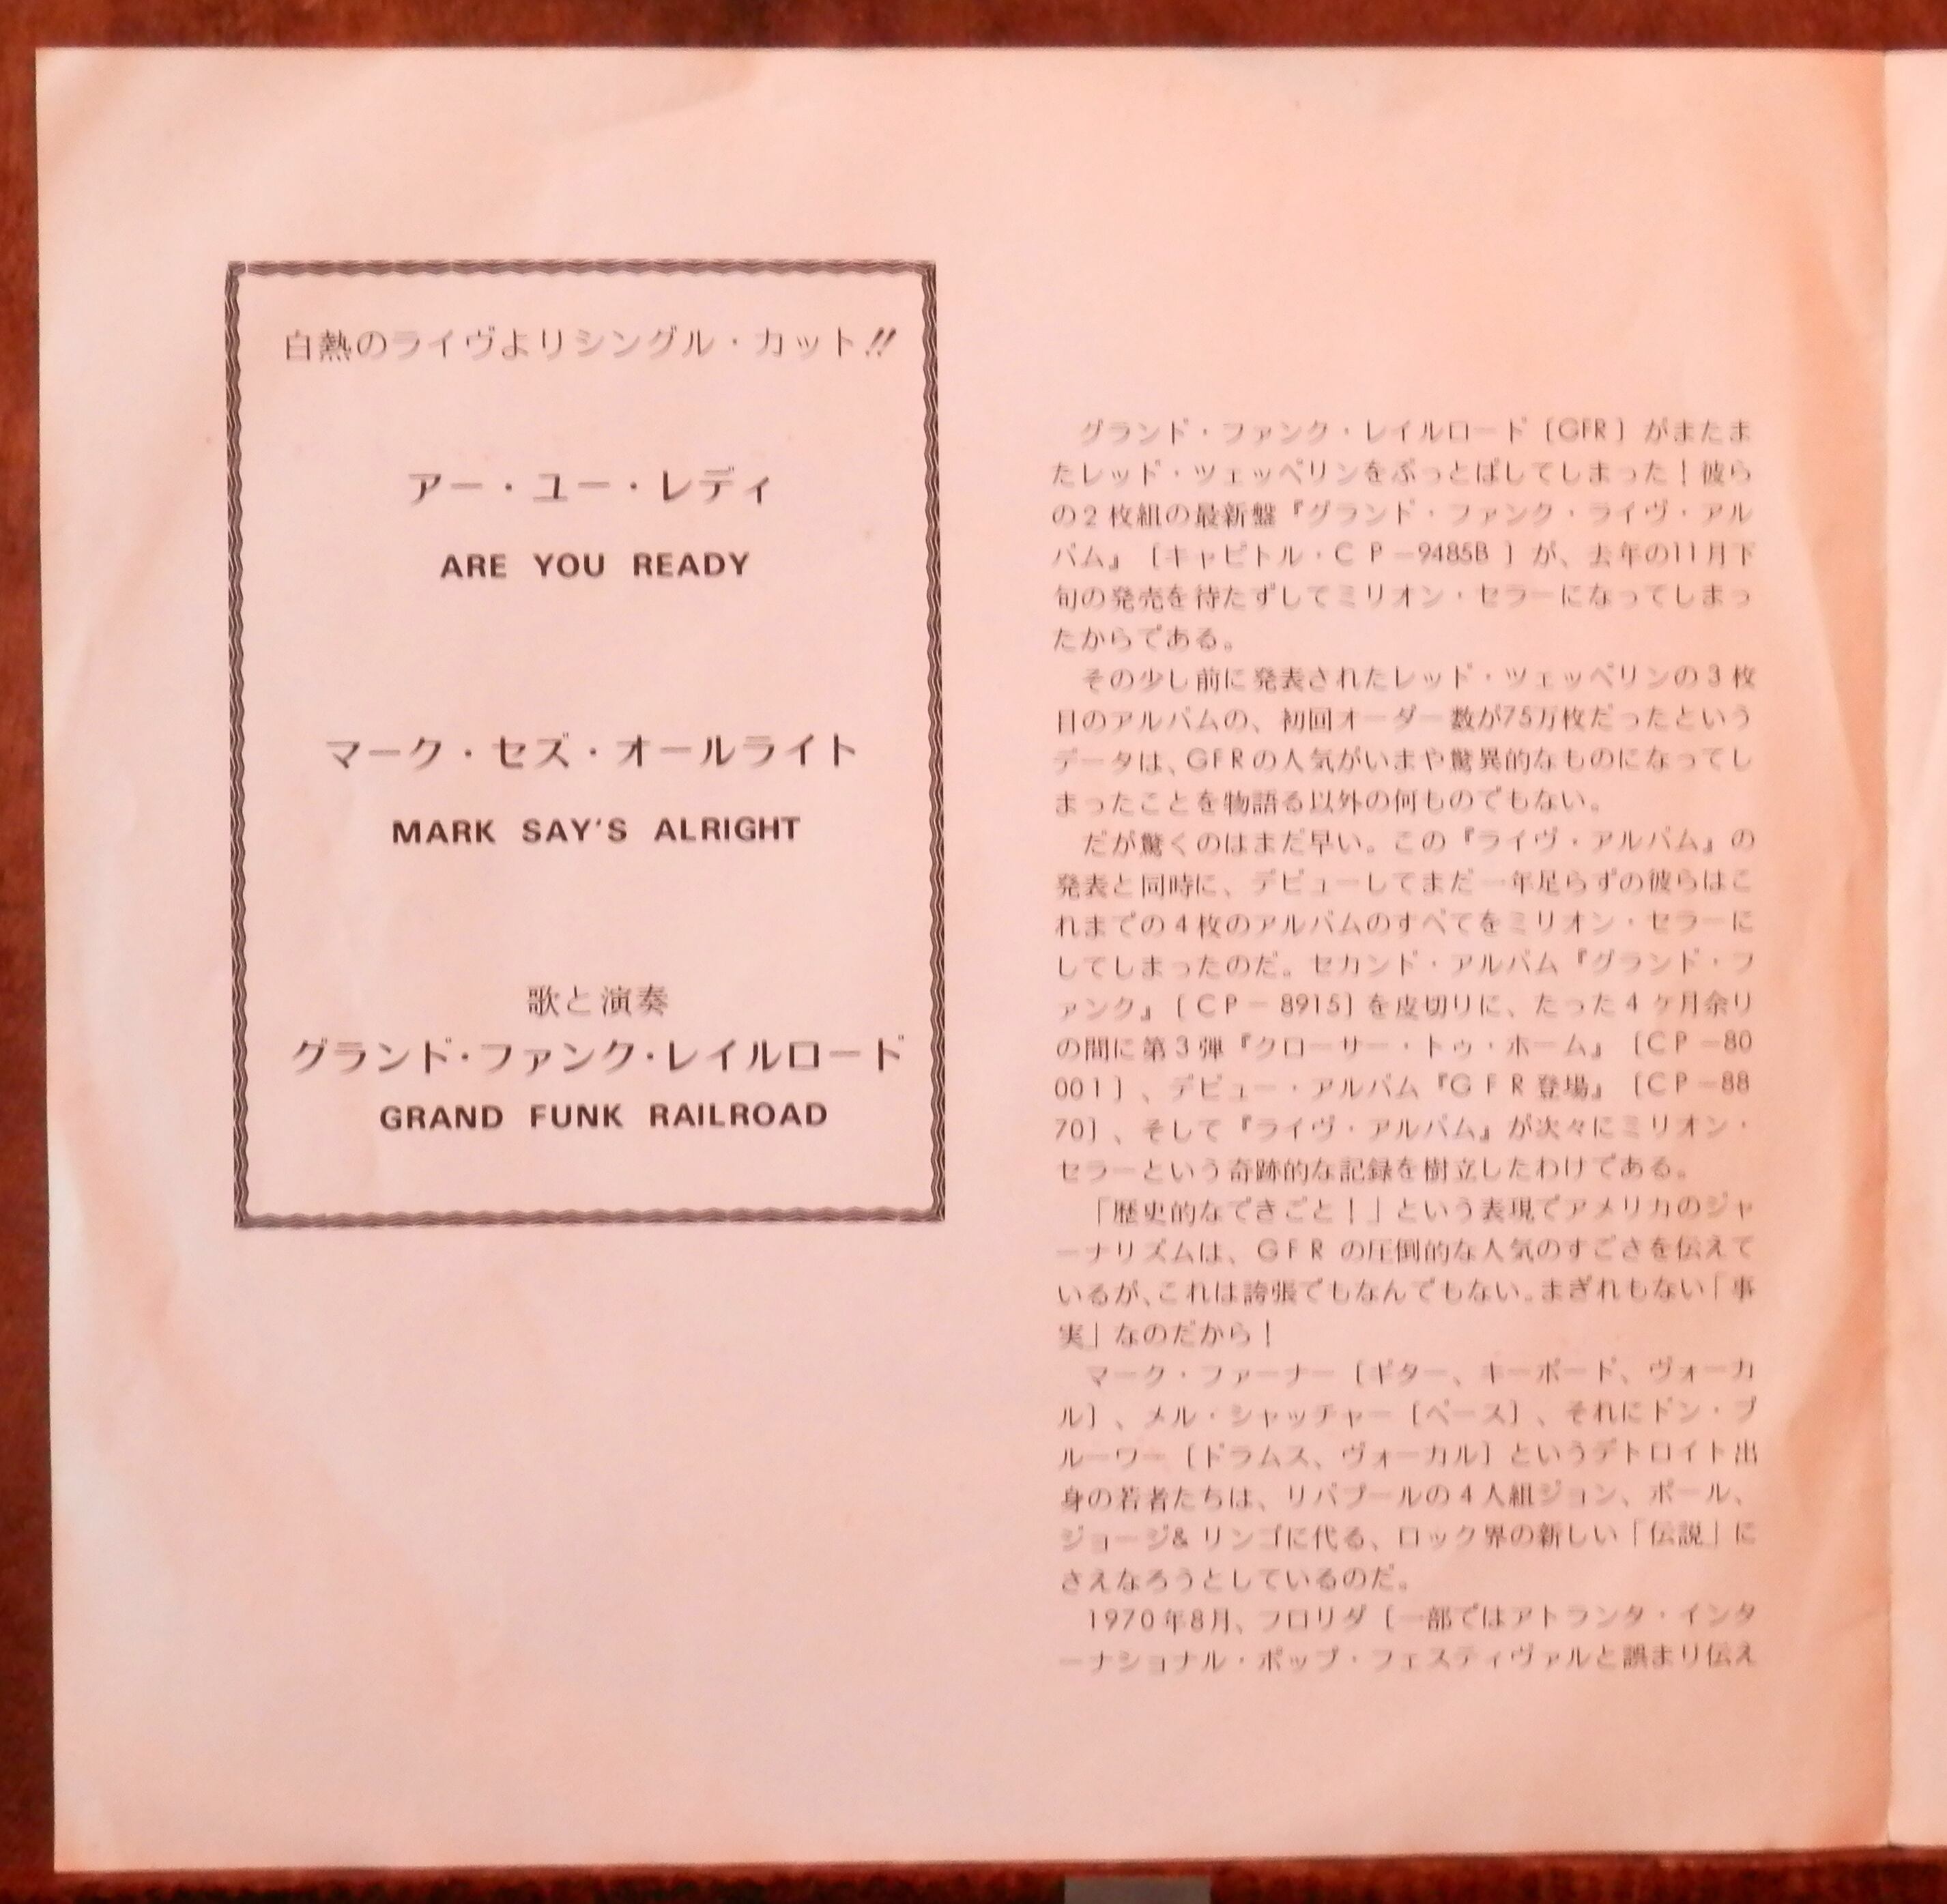 白熱のライヴよりシングル・カット!!
アー・ユー・レディ
ARE YOU READY
マーク・セズ・オールライト
MARK SAY'S ALRIGHT
歌と演奏
グランド・ファンク・レイルロード
GRAND FUNK RAILROAD
グランド・ファンク・レイルロード〔GFR〕がまたま
たレッド・ツェッペリンをぶっとばしてしまった！彼ら
の2枚組の最新盤『グランド・ファンク・ライヴ・アル
バム』〔キャピトル・CP－9485B〕が、去年の11月下
旬の発売を待たずしてミリオン・セラーになってしまっ
たからである。
その少し前に発表されたレッド・ツェッペリンの3枚
目のアルバムの、初回オーダー数が75万枚だったという
データは、GFRの人気がいまや驚異的なものになってし
まったことを物語る以外の何ものでもない。
だが驚くのはまだ早い。この『ライヴ・アルバム』の
発表と同時に、デビューしてまだ一年足らずの彼らはこ
れまでの4枚のアルバムのすべてをミリオン・セラーに
してしまったのだ。セカンド・アルバム『グランド・フ
ァンク』〔CP－8915〕を皮切りに、たった4ヶ月余り
の間に第3弾『クローサー・トゥ・ホーム』〔CP－80
001〕、デビュー・アルバム『GFR登場』〔CP－88
70〕、そして『ライヴ・アルバム』が次々にミリオン・
セラーという奇跡的な記録を樹立したわけである。
「歴史的なできごと！」という表現でアメリカのジャ
ーナリズムは、GFRの圧倒的な人気のすごさを伝えて
いるが、これは誇張でもなんでもない。まぎれもない「事
実」なのだから！
マーク・ファーナー〔ギター、キーボード、ヴォーカ
ル〕、メル・シャッチャー〔ベース〕、それにドン・ブ
ルーワー〔ドラムス、ヴォーカル〕というデトロイト出
身の若者たちは、リバプールの4人組ジョン、ポール、
ジョージ&リンゴに代る、ロック界の新しい「伝説」に
さえなろうとしているのだ。
1970年8月、フロリダ〔一部ではアトランタ・インタ
ーナショナル・ポップ・フェスティヴァルと誤まり伝え